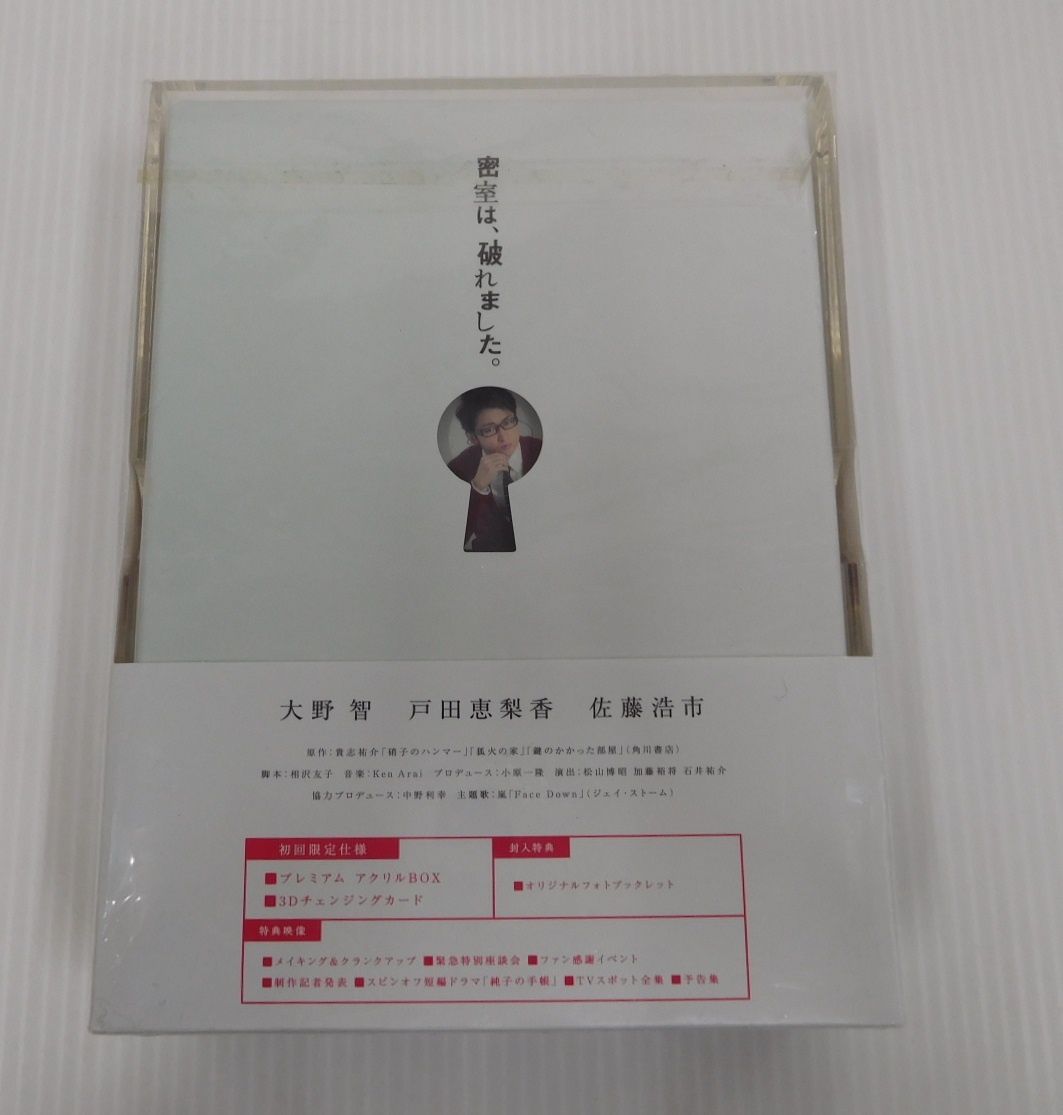 密室は、破れました。
大野 智 戸田恵梨香 佐藤浩市
原作：貴志祐介「硝子のハンマー」「狐火の家」「鍵のかかった部屋」（角川書店）
脚本：相沢友子 音楽：Ken Arai プロデュース：小原一隆 演出：松山博昭 加藤裕将 石井祐介
協力プロデュース：中野利幸 主題歌：嵐「Face Down」（ジェイ・ストーム）
初回限定仕様
■プレミアム アクリルBOX
■3Dチェンジングカード
封入特典
■オリジナルフォトブックレット
特典映像
■メイキング＆クランクアップ ■緊急特別座談会 ■ファン感謝イベント
■制作記者発表 ■スピンオフ短編ドラマ「純子の手帳」 ■TVスポット全集 ■予告集